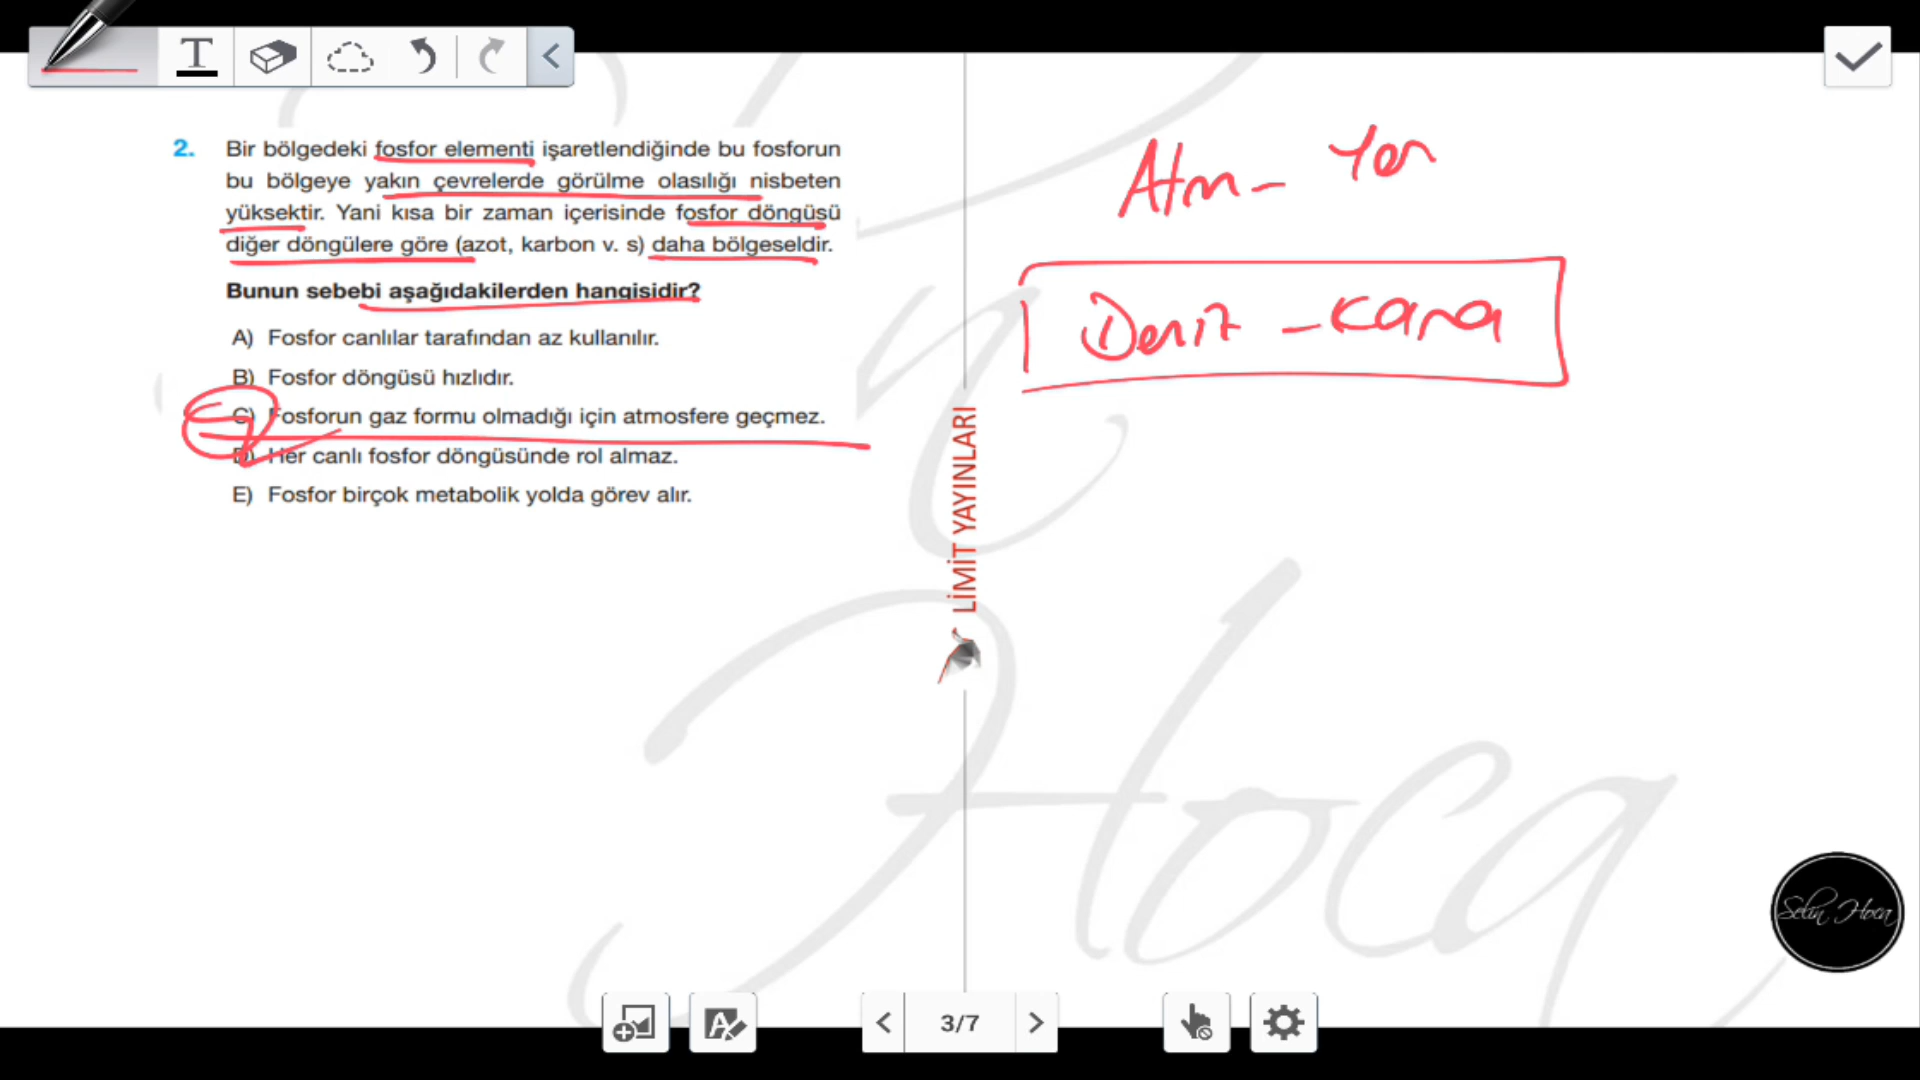 T
2. Bir bölgedeki fosfor elementi işaretlendiğinde bu fosforun
bu bölgeye yakın çevrelerde görülme olasılığı nisbeten
yüksektir. Yani kısa bir zaman içerisinde fosfor döngüsü
diğer döngülere göre (azot, karbon v. s) daha bölgeseldir.
Bunun sebebi aşağıdakilerden hangisidir?
A) Fosfor canlılar tarafından az kullanılır.
B) Fosfor döngüsü hızlıdır.
C) Fosforun gaz formu olmadığı için atmosfere geçmez.
D) Her canlı fosfor döngüsünde rol almaz.
E) Fosfor birçok metabolik yolda görev alır.
LİMİT YAYINLARI
Atm - Yer
Deniz - Kara
Hoca
Selin Hoca
3/7